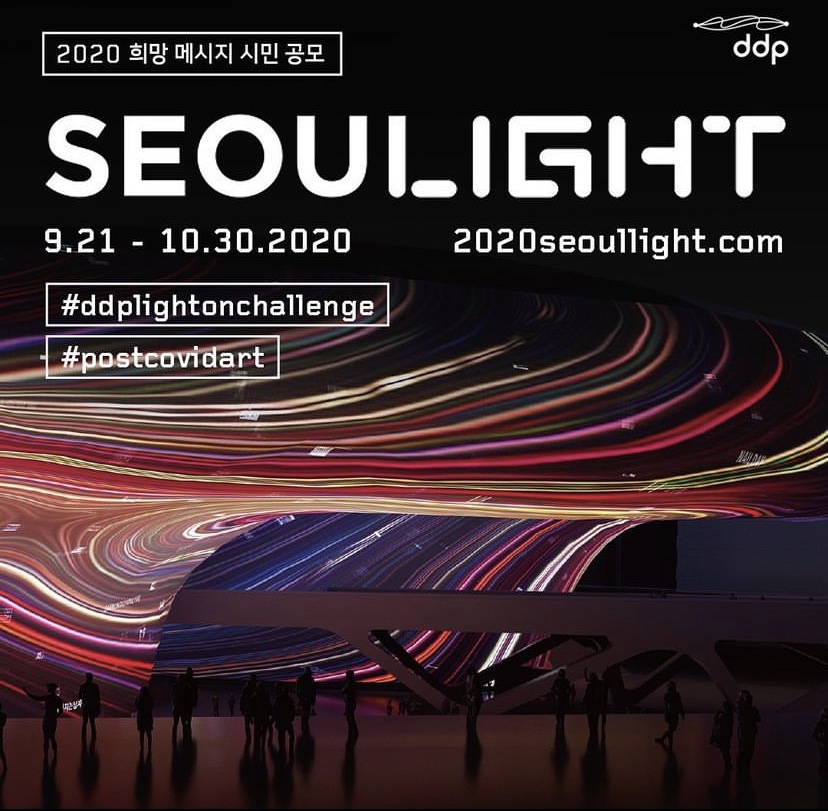 2020 희망 메시지 시민 공모
ddp
SEOULIGHT
9.21 - 10.30.2020
2020seoullight.com
#ddplightonchallenge
#postcovidart